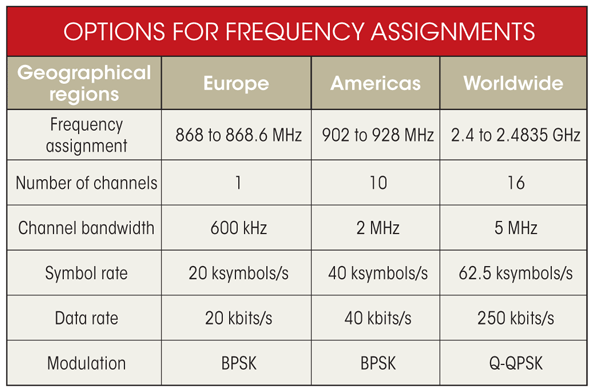 OPTIONS FOR FREQUENCY ASSIGNMENTS
Geographical regions Europe Americas Worldwide
Frequency assignment 868 to 868.6 MHz 902 to 928 MHz 2.4 to 2.4835 GHz
Number of channels 1 10 16
Channel bandwidth 600 kHz 2 MHz 5 MHz
Symbol rate 20 ksymbols/s 40 ksymbols/s 62.5 ksymbols/s
Data rate 20 kbits/s 40 kbits/s 250 kbits/s
Modulation BPSK BPSK Q-QPSK